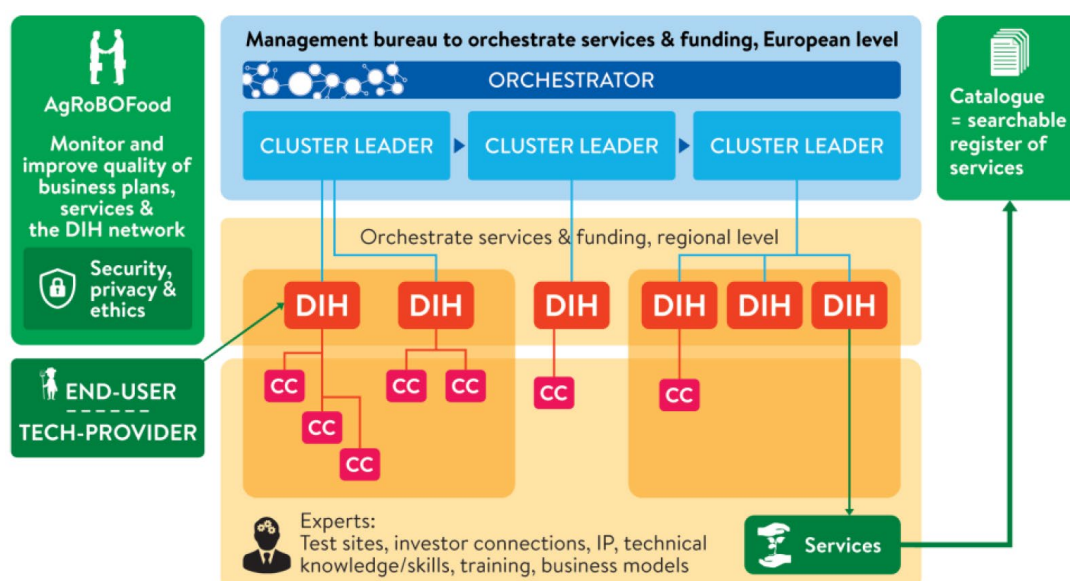 AgRoBOFood
Monitor and
improve quality of
business plans,
services &
the DIH network
Security,
privacy &
ethics
END-USER
TECH-PROVIDER
Management bureau to orchestrate services & funding, European level
ORCHESTRATOR
CLUSTER LEADER
CLUSTER LEADER
CLUSTER LEADER
Orchestrate services & funding, regional level
DIH
DIH
DIH
DIH
DIH
DIH
CC
CC
CC
CC
CC
CC
CC
Experts:
Test sites, investor connections, IP, technical
knowledge/skills, training, business models
Services
Catalogue
= searchable
register of
services